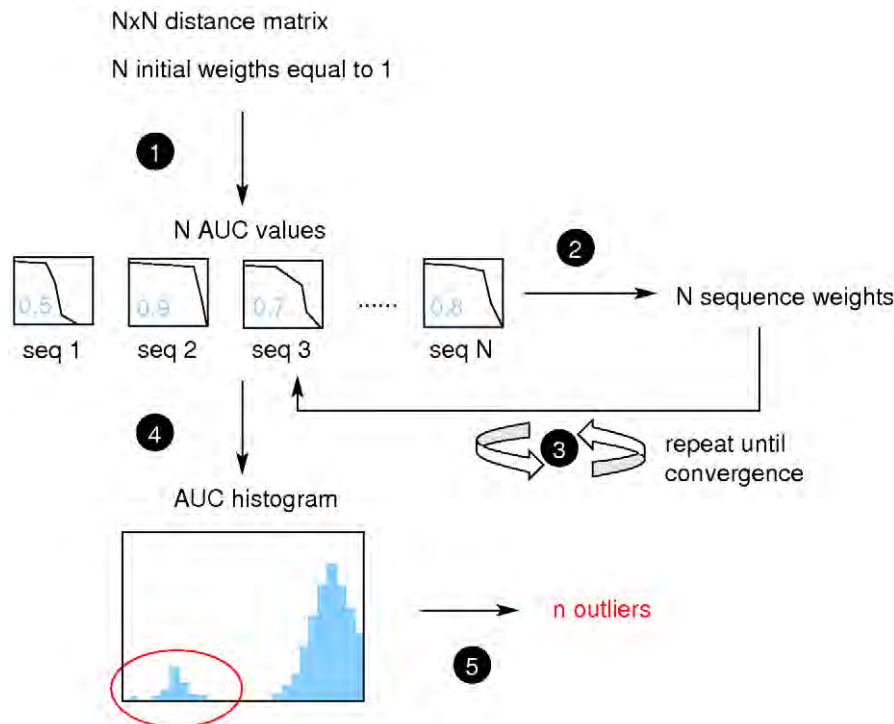 NxN distance matrix
N initial weigths equal to 1
1
N AUC values
2
0.5
0.9
0.7
......
0.8
N sequence weights
seq 1
seq 2
seq 3
seq N
4
3
repeat until
convergence
AUC histogram
n outliers
5